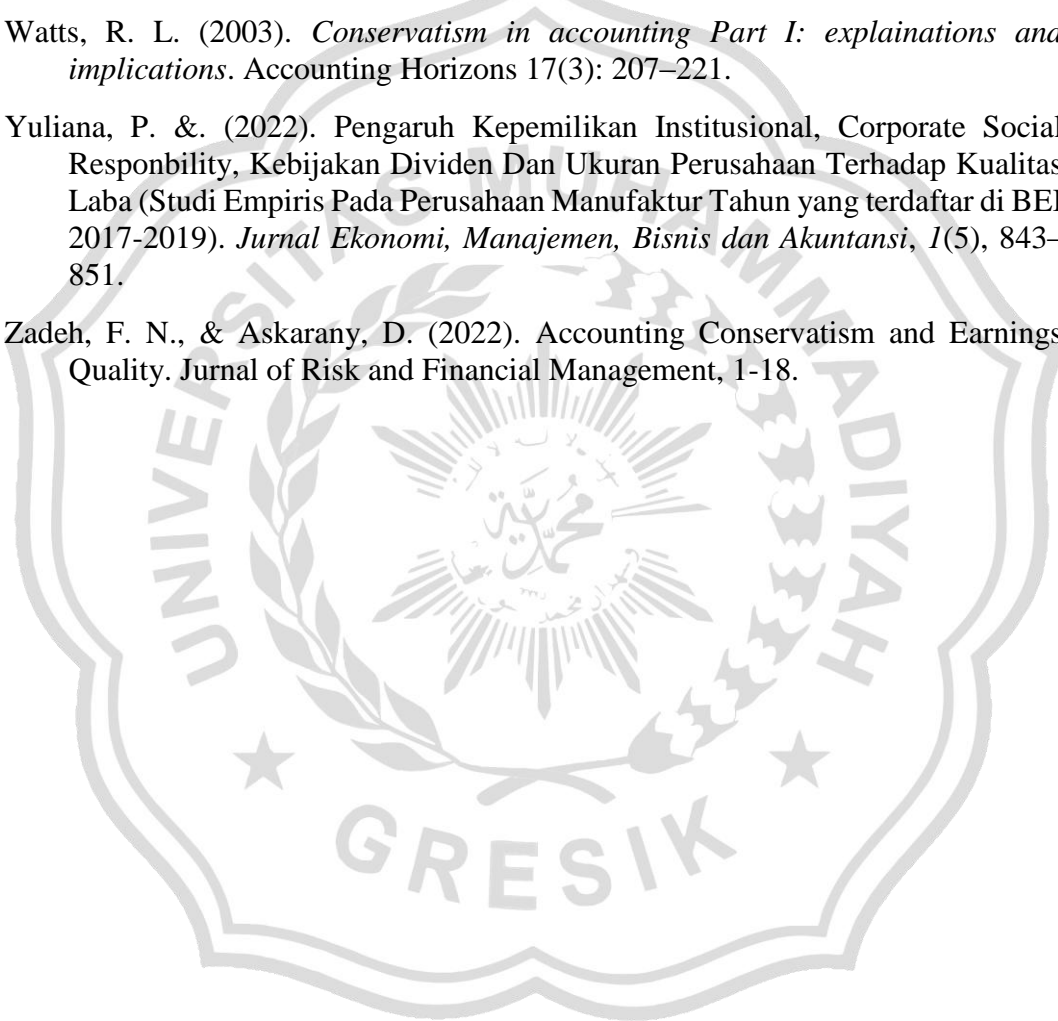 Watts, R. L. (2003). Conservatism in accounting Part I: explainations and
implications. Accounting Horizons 17(3): 207–221.
Yuliana, P. &. (2022). Pengaruh Kepemilikan Institusional, Corporate Social
Responbility, Kebijakan Dividen Dan Ukuran Perusahaan Terhadap Kualitas
Laba (Studi Empiris Pada Perusahaan Manufaktur Tahun yang terdaftar di BEI
2017-2019). Jurnal Ekonomi, Manajemen, Bisnis dan Akuntansi, 1(5), 843–
851.
Zadeh, F. N., & Askarany, D. (2022). Accounting Conservatism and Earnings
Quality. Jurnal of Risk and Financial Management, 1-18.
UNIVERSITAS MUHAMMADIYAH
GRESIK